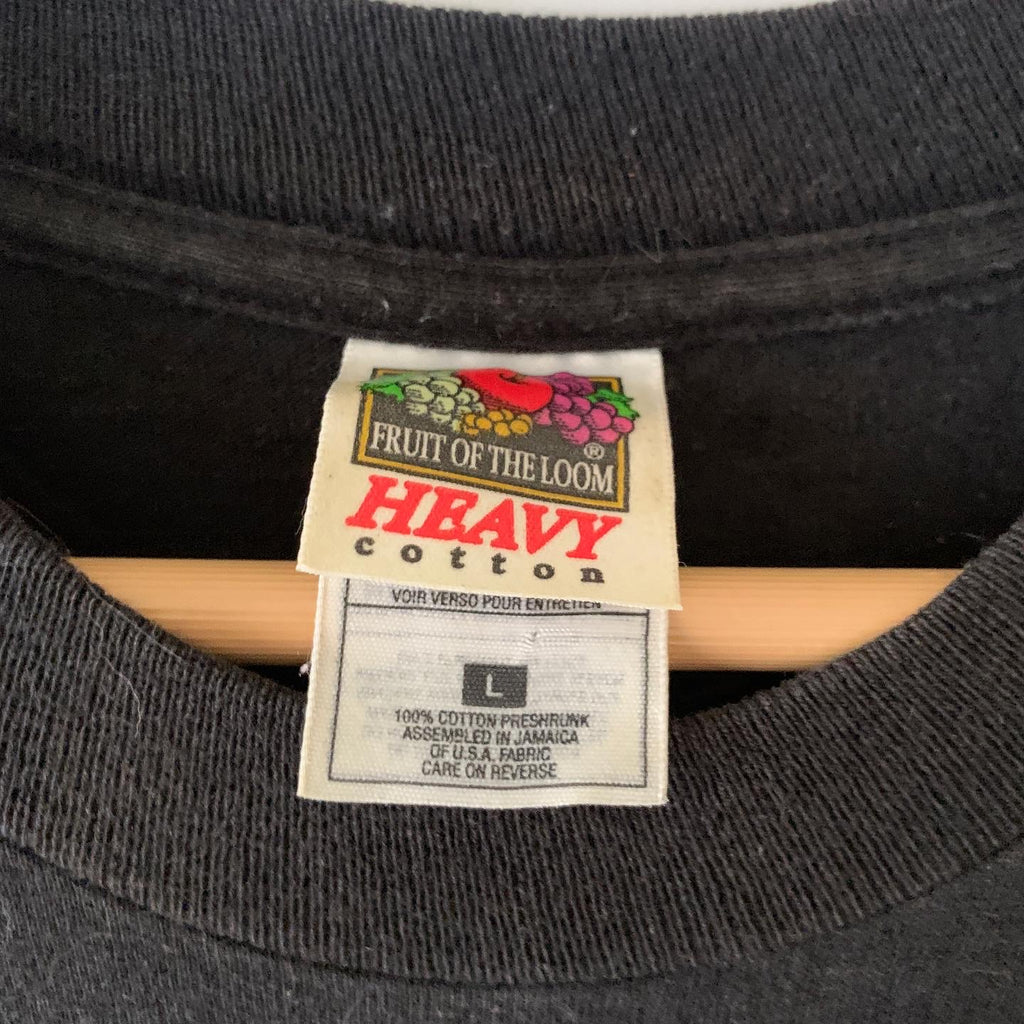 FRUIT OF THE LOOM ®
HEAVY
cotton
VOIR VERSO POUR ENTRETIEN
L
100% COTTON PRESHRUNK
ASSEMBLED IN JAMAICA
OF U.S.A. FABRIC
CARE ON REVERSE